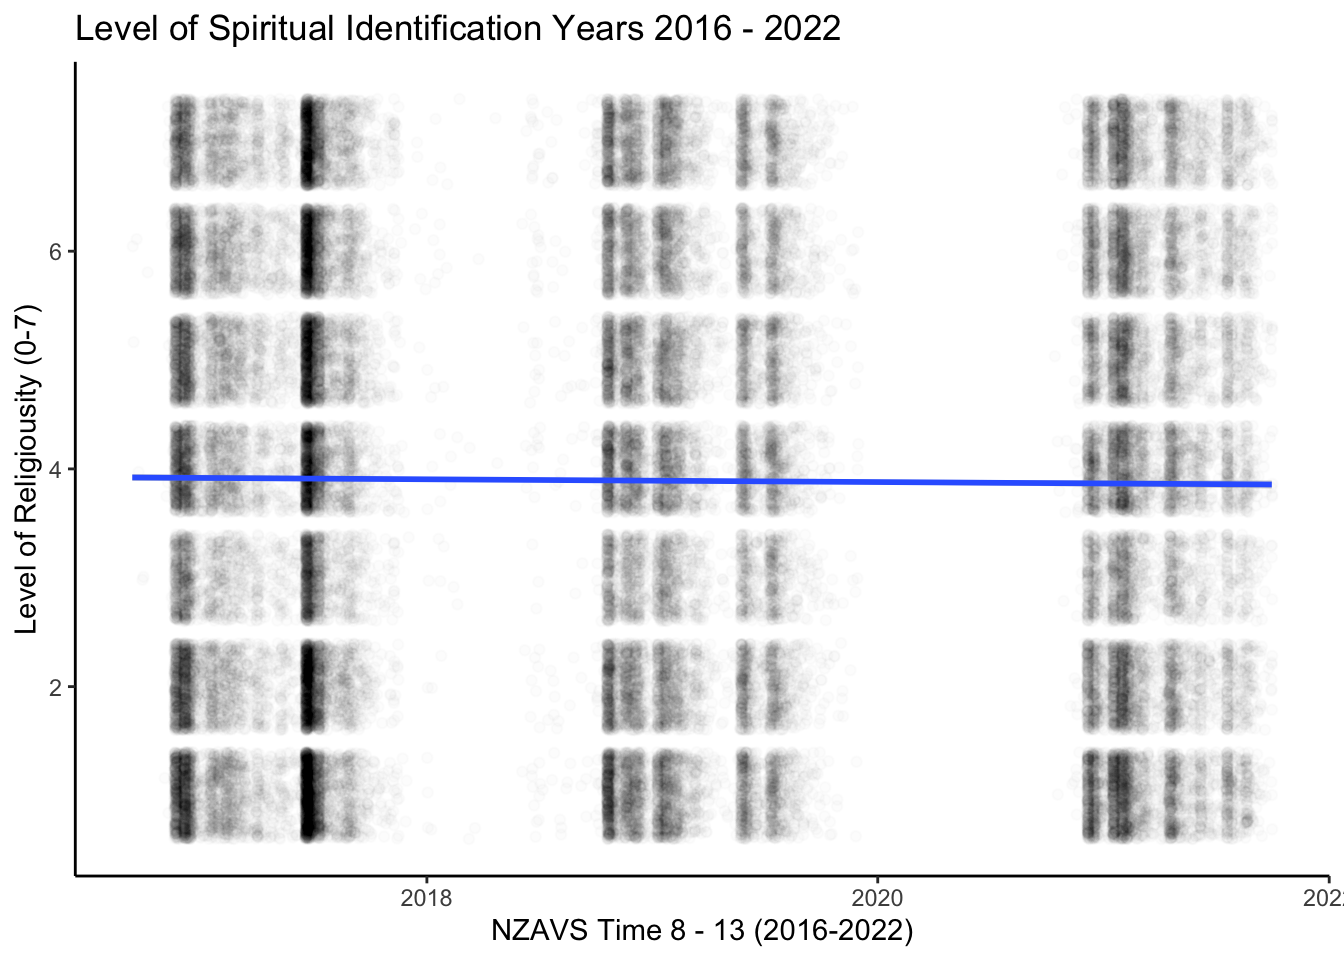 Level of Spiritual Identification Years 2016 - 2022
Level of Religiousity (0-7)
6
4
2
2018
2020
202
NZAVS Time 8 - 13 (2016-2022)